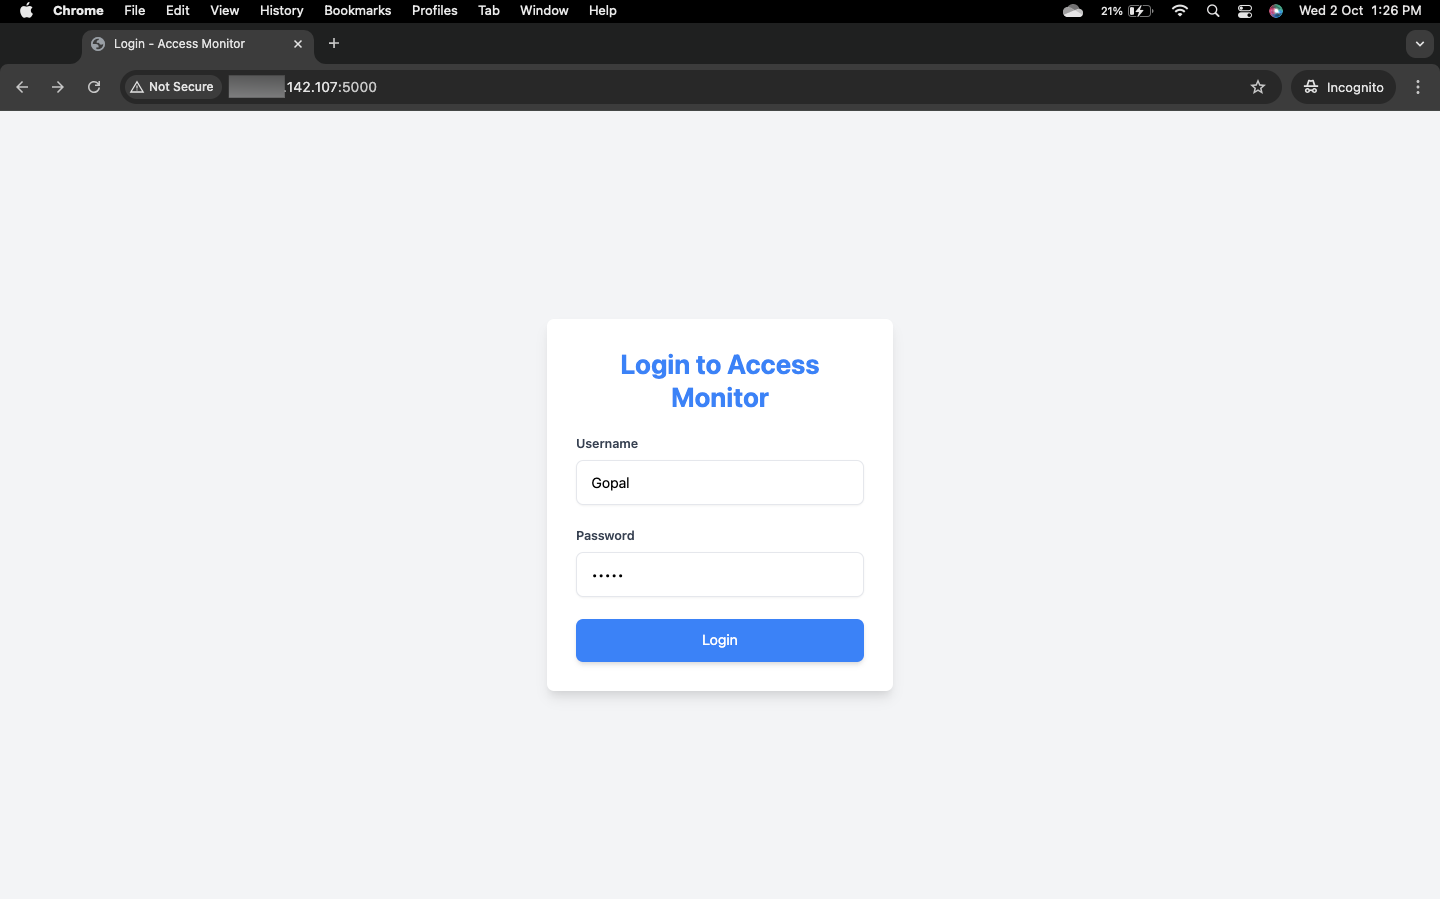 Chrome File Edit View History Bookmarks Profiles Tab Window Help 21% Wed 2 Oct 1:26 PM
Login - Access Monitor
Not Secure .142.107:5000 Incognito
Login to Access
Monitor
Username
Gopal
Password
•••••
Login